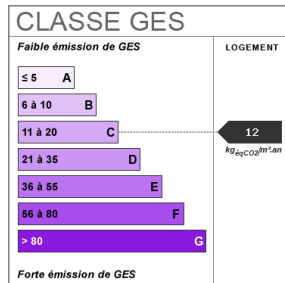 CLASSE GES
Faible émission de GES
LOGEMENT
≤ 5 A
6 à 10 B
11 à 20 C
12
kgéqCO2/m².an
21 à 35 D
36 à 55 E
56 à 80 F
> 80 G
Forte émission de GES